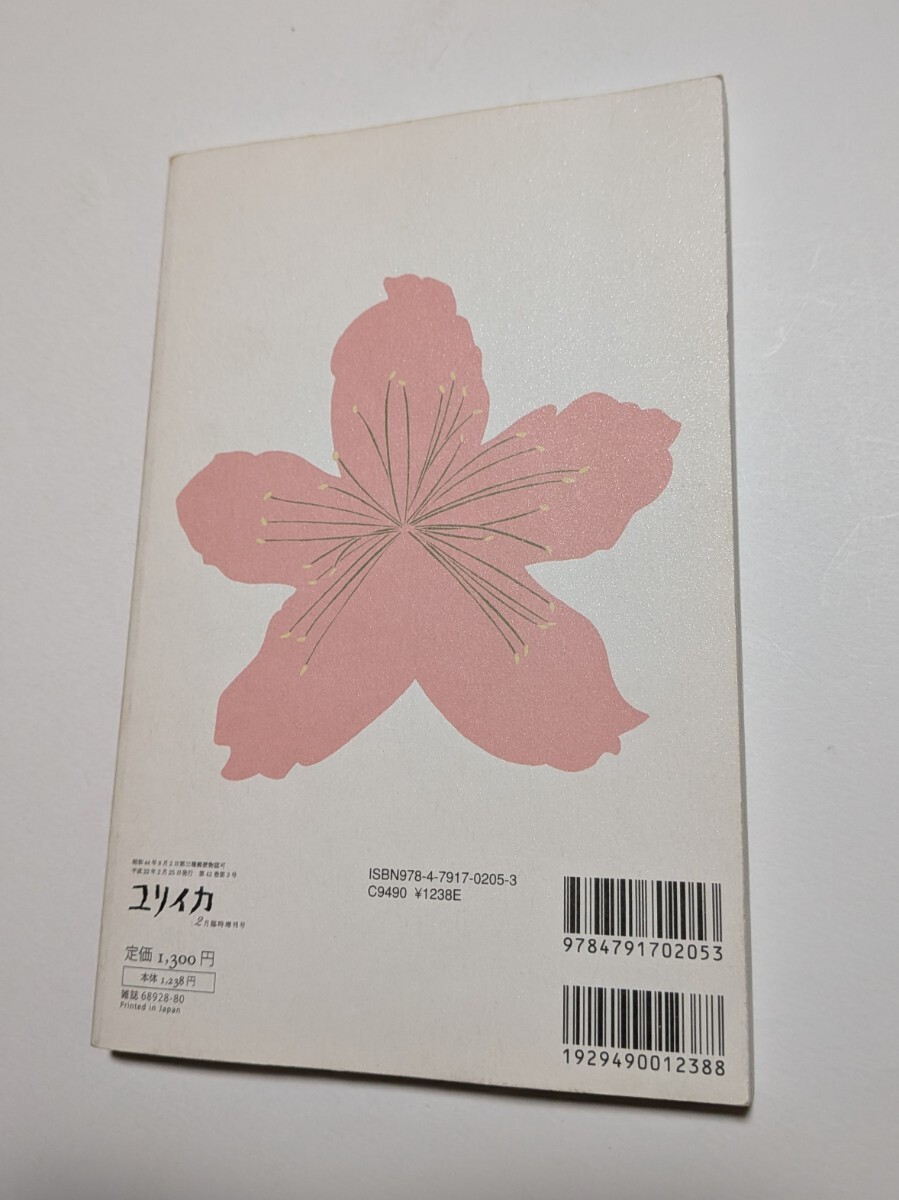 昭和44年8月2日第三種郵便物認可
平成22年2月25日発行 第42巻第2号
ユリイカ
2月臨時増刊号
定価 1,300円
本体 1,238円
雑誌 68928-80
Printed in Japan
ISBN978-4-7917-0205-3
C9490 ¥1238E
9784791702053
1929490012388